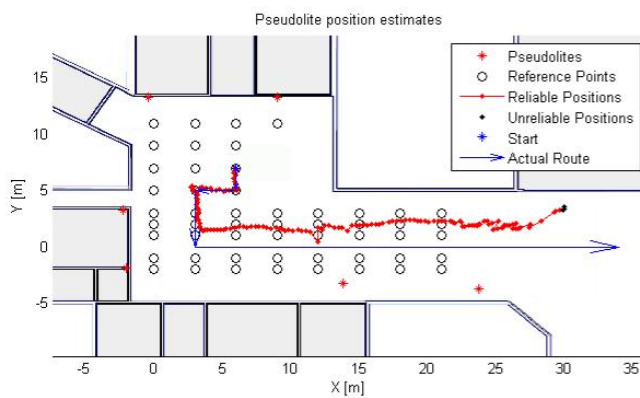 Pseudolite position estimates
Pseudolites
Reference Points
Reliable Positions
Unreliable Positions
Start
Actual Route
Y [m]
15
10
5
0
-5
-5 0 5 10 15 20 25 30 35
X [m]